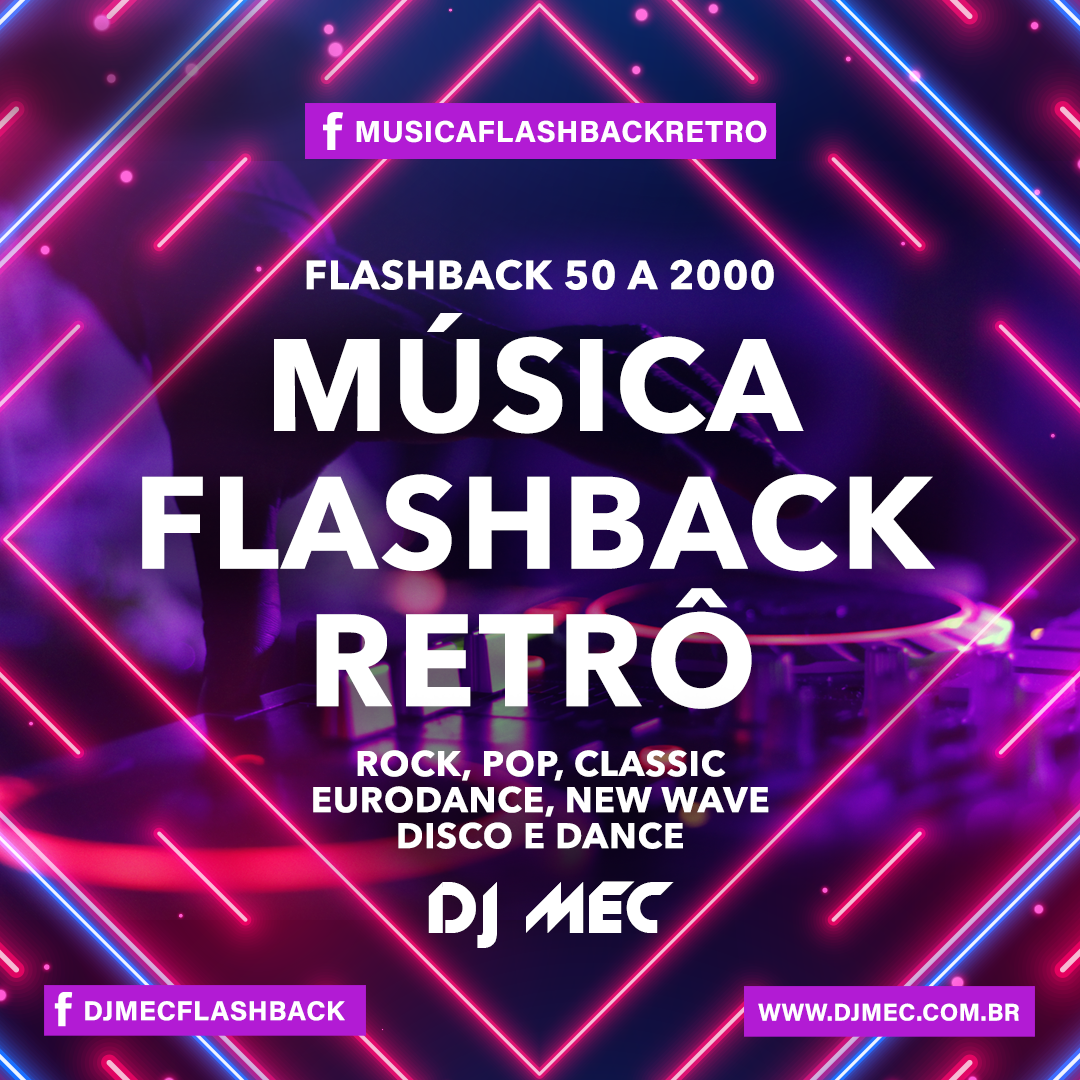 MUSICAFLASHBACKRETRO
FLASHBACK 50 A 2000
MÚSICA
FLASHBACK
RETRÔ
ROCK, POP, CLASSIC
EURODANCE, NEW WAVE
DISCO E DANCE
DJ MEC
DJMECFLASHBACK
WWW.DJMEC.COM.BR